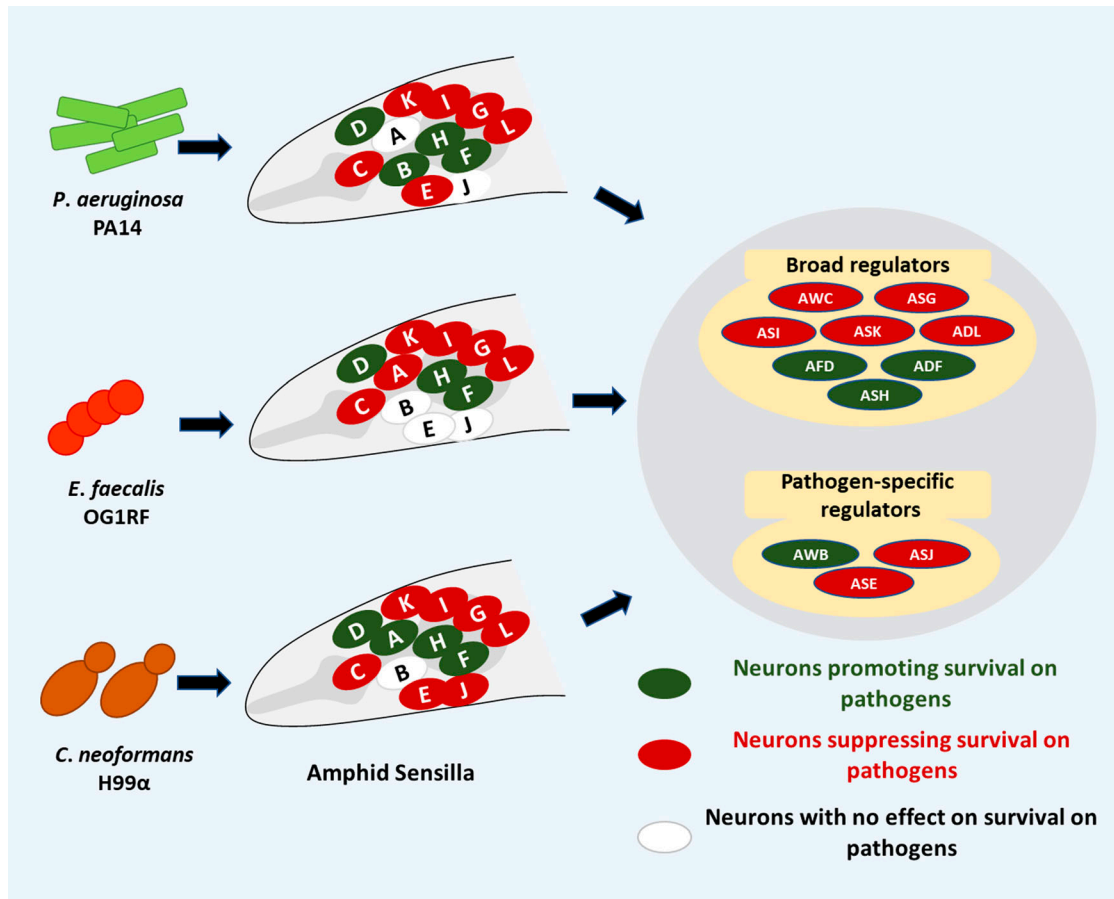 P. aeruginosa
PA14
K
I
G
L
D
A
H
F
C
B
E
J
E. faecalis
OG1RF
K
I
G
L
D
A
H
F
C
B
E
J
C. neoformans
H99α
K
I
G
L
D
A
H
F
C
B
E
J
Amphid Sensilla
Broad regulators
AWC ASG
ASI ASK ADL
AFD ADF
ASH
Pathogen-specific
regulators
AWB ASJ
ASE
Neurons promoting survival on
pathogens
Neurons suppressing survival on
pathogens
Neurons with no effect on survival on
pathogens